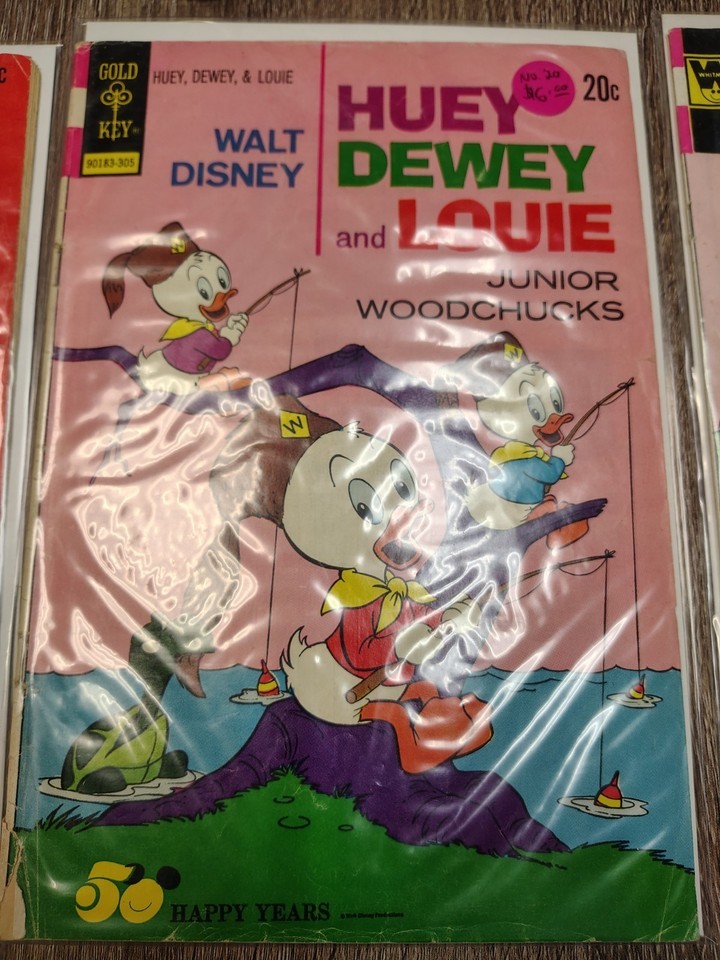 GOLD
KEY
90183-305
HUEY, DEWEY, & LOUIE
WALT
DISNEY
HUEY
DEWEY
and LOUIE
No. 20
$6.00
20c
JUNIOR
WOODCHUCKS
W
W
W
50
HAPPY YEARS
C
W